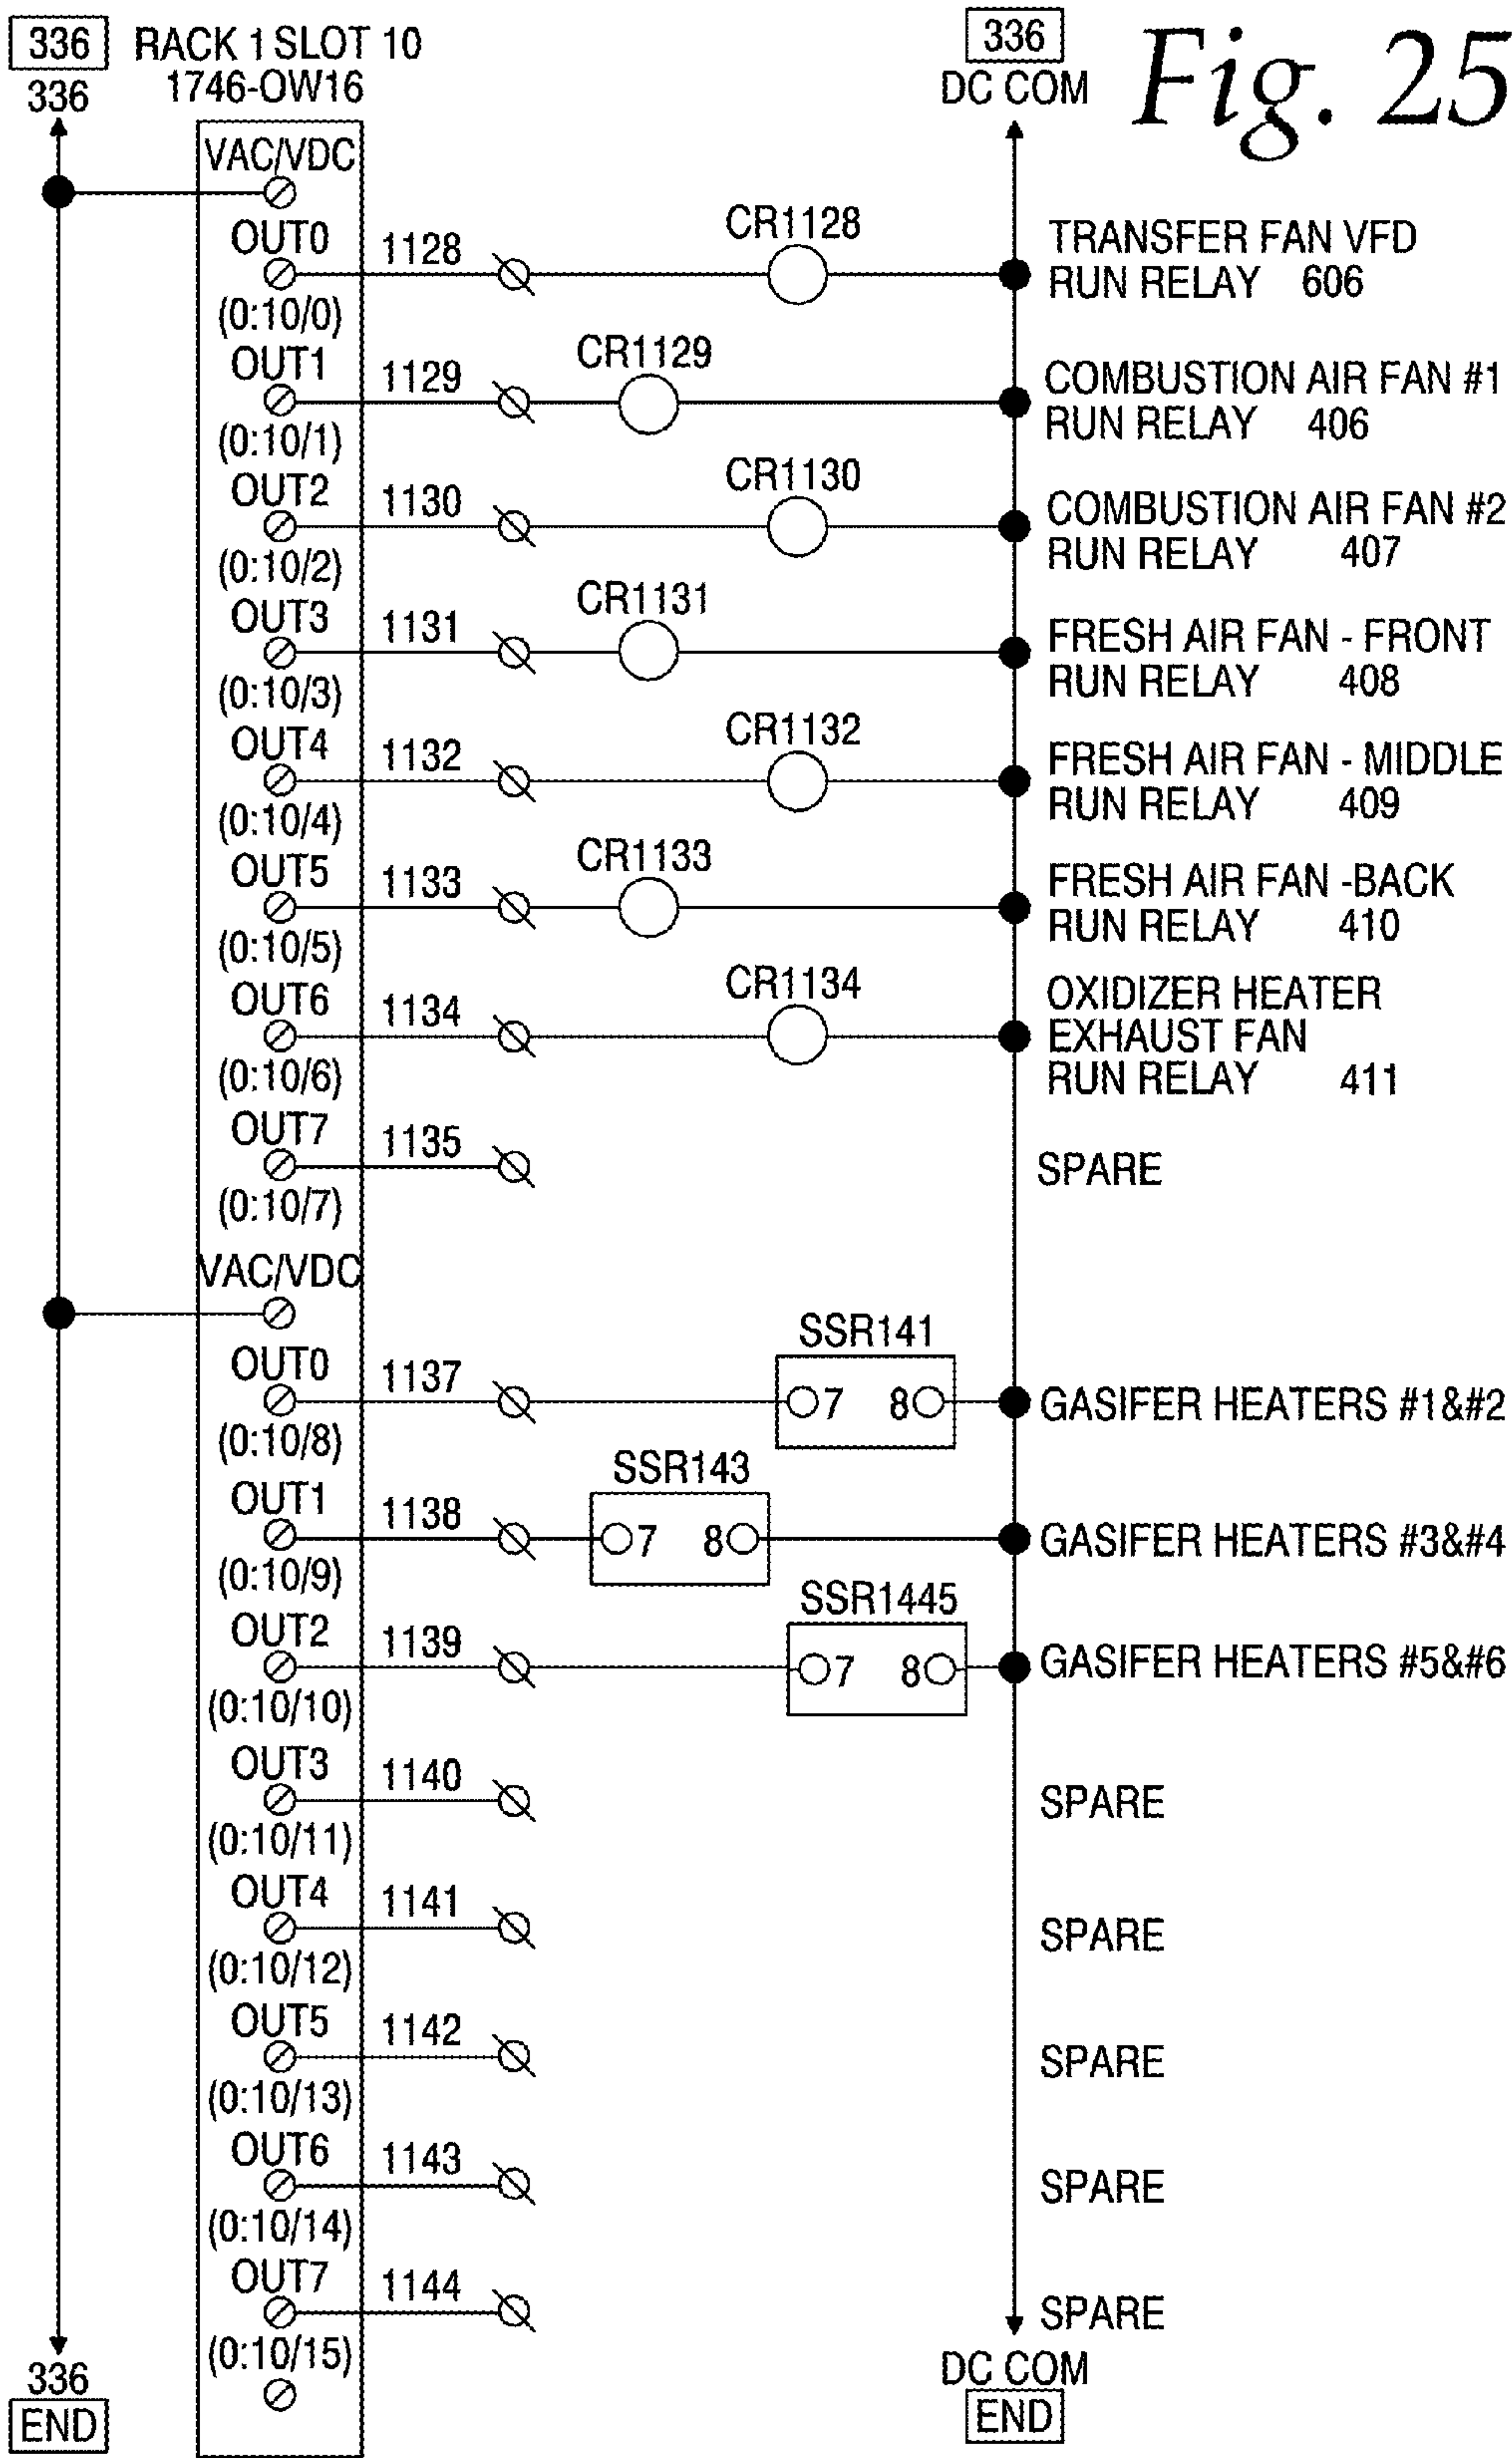 336 RACK 1 SLOT 10 336 Fig. 25
336 1746-OW16 DC COM
VAC/VDC
OUT0 1128 CR1128 TRANSFER FAN VFD
RUN RELAY 606
(0:10/0)
OUT1 1129 CR1129 COMBUSTION AIR FAN #1
RUN RELAY 406
(0:10/1)
OUT2 1130 CR1130 COMBUSTION AIR FAN #2
RUN RELAY 407
(0:10/2)
OUT3 1131 CR1131 FRESH AIR FAN - FRONT
RUN RELAY 408
(0:10/3)
OUT4 1132 CR1132 FRESH AIR FAN - MIDDLE
RUN RELAY 409
(0:10/4)
OUT5 1133 CR1133 FRESH AIR FAN -BACK
RUN RELAY 410
(0:10/5)
OUT6 1134 CR1134 OXIDIZER HEATER
EXHAUST FAN
RUN RELAY 411
(0:10/6)
OUT7 1135 SPARE
(0:10/7)
VAC/VDC
SSR141
OUT0 1137 7 8 GASIFER HEATERS #1&#2
(0:10/8)
SSR143
OUT1 1138 7 8 GASIFER HEATERS #3&#4
(0:10/9)
SSR1445
OUT2 1139 7 8 GASIFER HEATERS #5&#6
(0:10/10)
OUT3 1140 SPARE
(0:10/11)
OUT4 1141 SPARE
(0:10/12)
OUT5 1142 SPARE
(0:10/13)
OUT6 1143 SPARE
(0:10/14)
OUT7 1144 SPARE
(0:10/15)
336 DC COM
END END